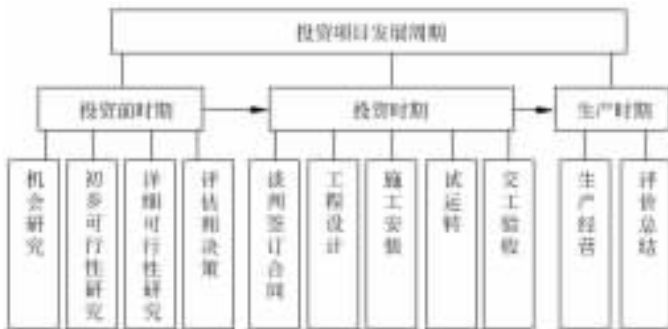 投资项目发展周期
投资前时期
投资时期
生产时期
机会研究
初步可行性研究
详细可行性研究
评估和决策
谈判签订合同
工程设计
施工安装
试运转
交工验收
生产经营
评价总结